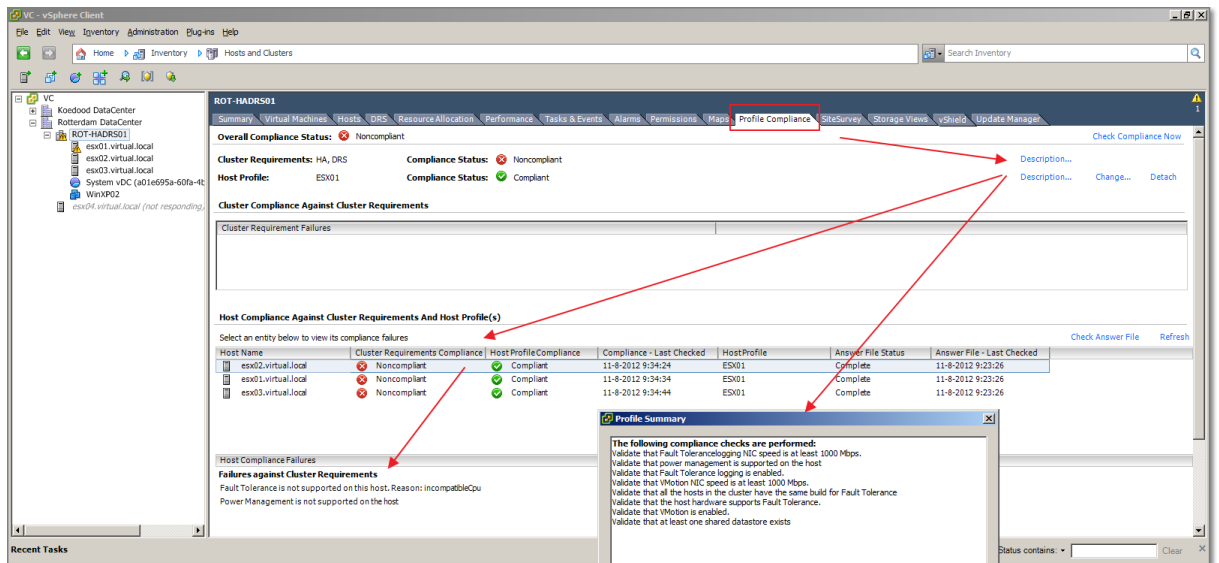 VC - vSphere Client
File Edit View Inventory Administration Plug-ins Help
Home Inventory Hosts and Clusters
Search Inventory
VC
Koedood DataCenter
Rotterdam DataCenter
ROT-HADRS01
esx01.virtual.local
esx02.virtual.local
esx03.virtual.local
System vDC (a01e695a-60fa-4b
WinXP02
esx04.virtual.local (not responding)
ROT-HADRS01
1
Summary Virtual Machines Hosts DRS Resource Allocation Performance Tasks & Events Alarms Permissions Maps Profile Compliance SiteSurvey Storage Views vShield Update Manager
Overall Compliance Status: Noncompliant Check Compliance Now
Cluster Requirements: HA, DRS Compliance Status: Noncompliant Description...
Host Profile: ESX01 Compliance Status: Compliant Description... Change... Detach
Cluster Compliance Against Cluster Requirements
Cluster Requirement Failures
Host Compliance Against Cluster Requirements And Host Profile(s)
Select an entity below to view its compliance failures Check Answer File Refresh
Host Name Cluster Requirements Compliance Host Profile Compliance Compliance - Last Checked HostProfile Answer File Status Answer File - Last Checked
esx02.virtual.local Noncompliant Compliant 11-8-2012 9:34:24 ESX01 Complete 11-8-2012 9:23:26
esx01.virtual.local Noncompliant Compliant 11-8-2012 9:34:34 ESX01 Complete 11-8-2012 9:23:26
esx03.virtual.local Noncompliant Compliant 11-8-2012 9:34:44 ESX01 Complete 11-8-2012 9:23:26
Host Compliance Failures
Failures against Cluster Requirements
Fault Tolerance is not supported on this host. Reason: incompatibleCpu
Power Management is not supported on the host
Profile Summary
The following compliance checks are performed:
Validate that Fault Tolerancelogging NIC speed is at least 1000 Mbps.
Validate that power management is supported on the host
Validate that Fault Tolerance logging is enabled.
Validate that VMotion NIC speed is at least 1000 Mbps.
Validate that all the hosts in the cluster have the same build for Fault Tolerance
Validate that the host hardware supports Fault Tolerance.
Validate that VMotion is enabled.
Validate that at least one shared datastore exists
Recent Tasks
Status contains: Clear